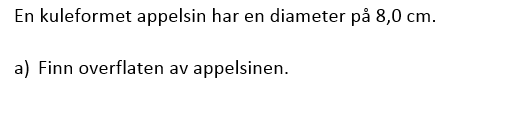 En kuleformet appelsin har en diameter på 8,0 cm.
a) Finn overflaten av appelsinen.